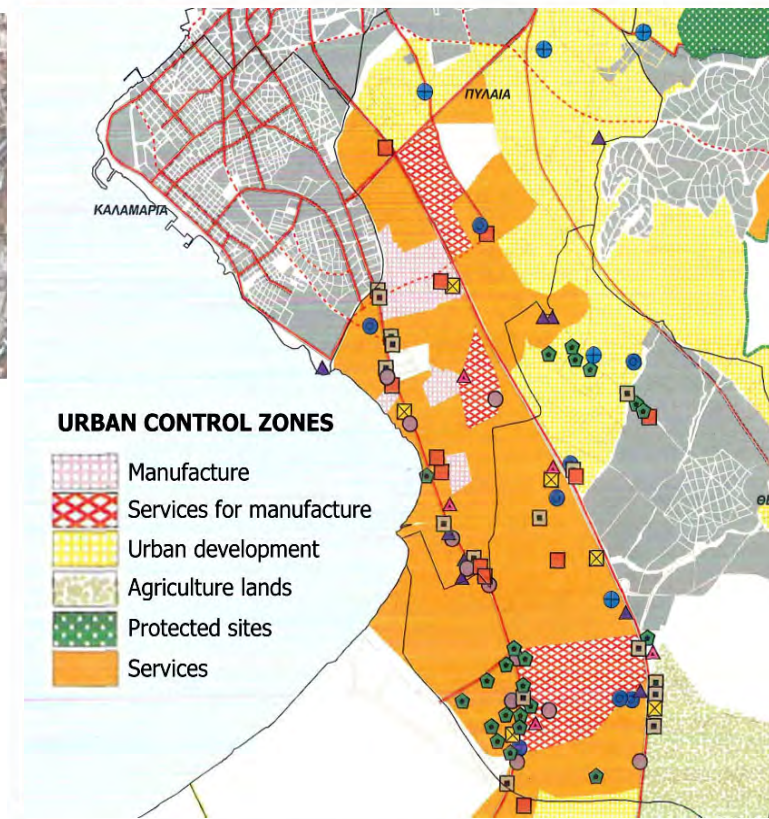 ΠΥΛΑΙΑ
ΚΑΛΑΜΑΡΙΑ
URBAN CONTROL ZONES
Manufacture
Services for manufacture
Urban development
Agriculture lands
Protected sites
Services